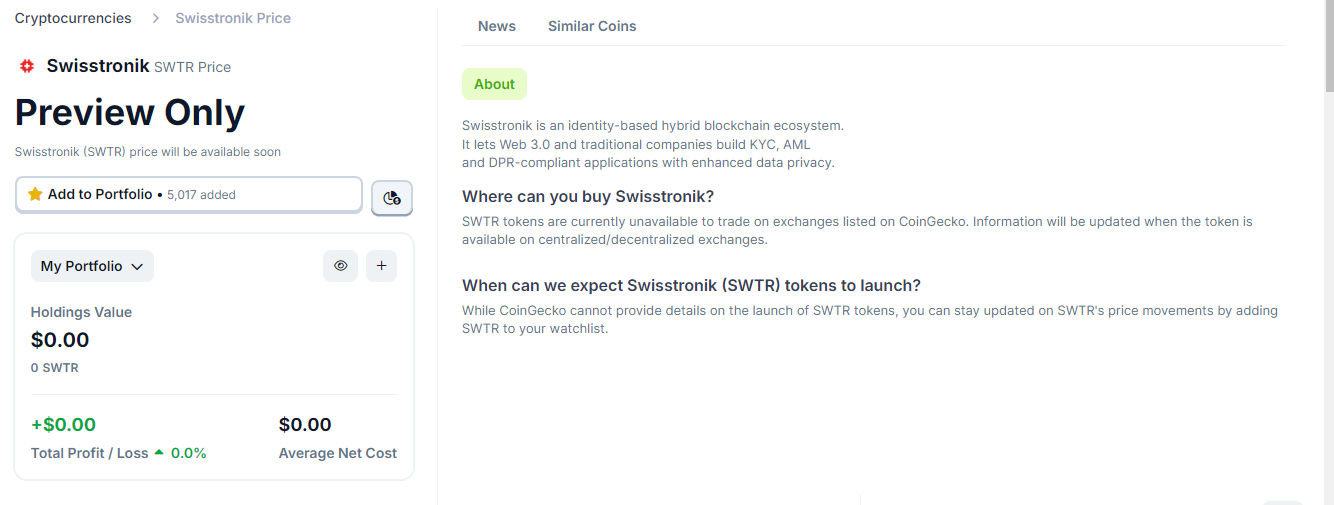 Cryptocurrencies > Swisstronik Price
Swisstronik SWTR Price
Preview Only
Swisstronik (SWTR) price will be available soon
Add to Portfolio • 5,017 added
My Portfolio
Holdings Value
$0.00
0 SWTR
+$0.00
$0.00
Total Profit / Loss 0.0%
Average Net Cost
News
Similar Coins
About
Swisstronik is an identity-based hybrid blockchain ecosystem.
It lets Web 3.0 and traditional companies build KYC, AML
and DPR-compliant applications with enhanced data privacy.
Where can you buy Swisstronik?
SWTR tokens are currently unavailable to trade on exchanges listed on CoinGecko. Information will be updated when the token is
available on centralized/decentralized exchanges.
When can we expect Swisstronik (SWTR) tokens to launch?
While CoinGecko cannot provide details on the launch of SWTR tokens, you can stay updated on SWTR's price movements by adding
SWTR to your watchlist.